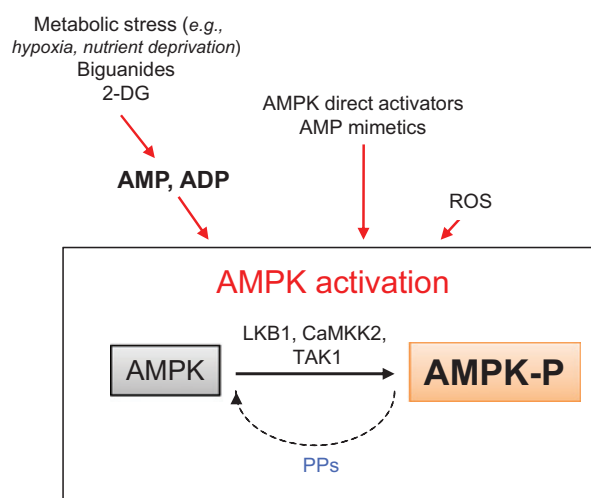 Metabolic stress (e.g.,
hypoxia, nutrient deprivation)
Biguanides
2-DG
AMPK direct activators
AMP mimetics
AMP, ADP
ROS
AMPK activation
LKB1, CaMKK2,
TAK1
AMPK
AMPK-P
PPs